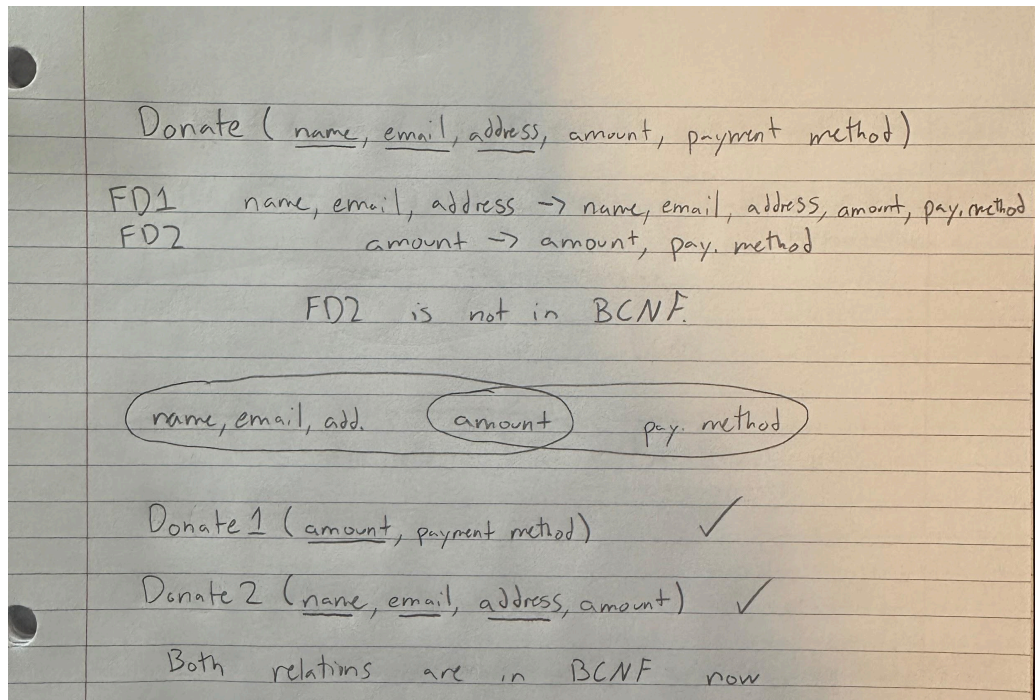 Donate ( name, email, address, amount, payment method)
FD1 name, email, address -> name, email, address, amount, pay. method
FD2 amount -> amount, pay. method
FD2 is not in BCNF.
name, email, add. amount pay. method
Donate 1 (amount, payment method) ✓
Donate 2 (name, email, address, amount) ✓
Both relations are in BCNF now